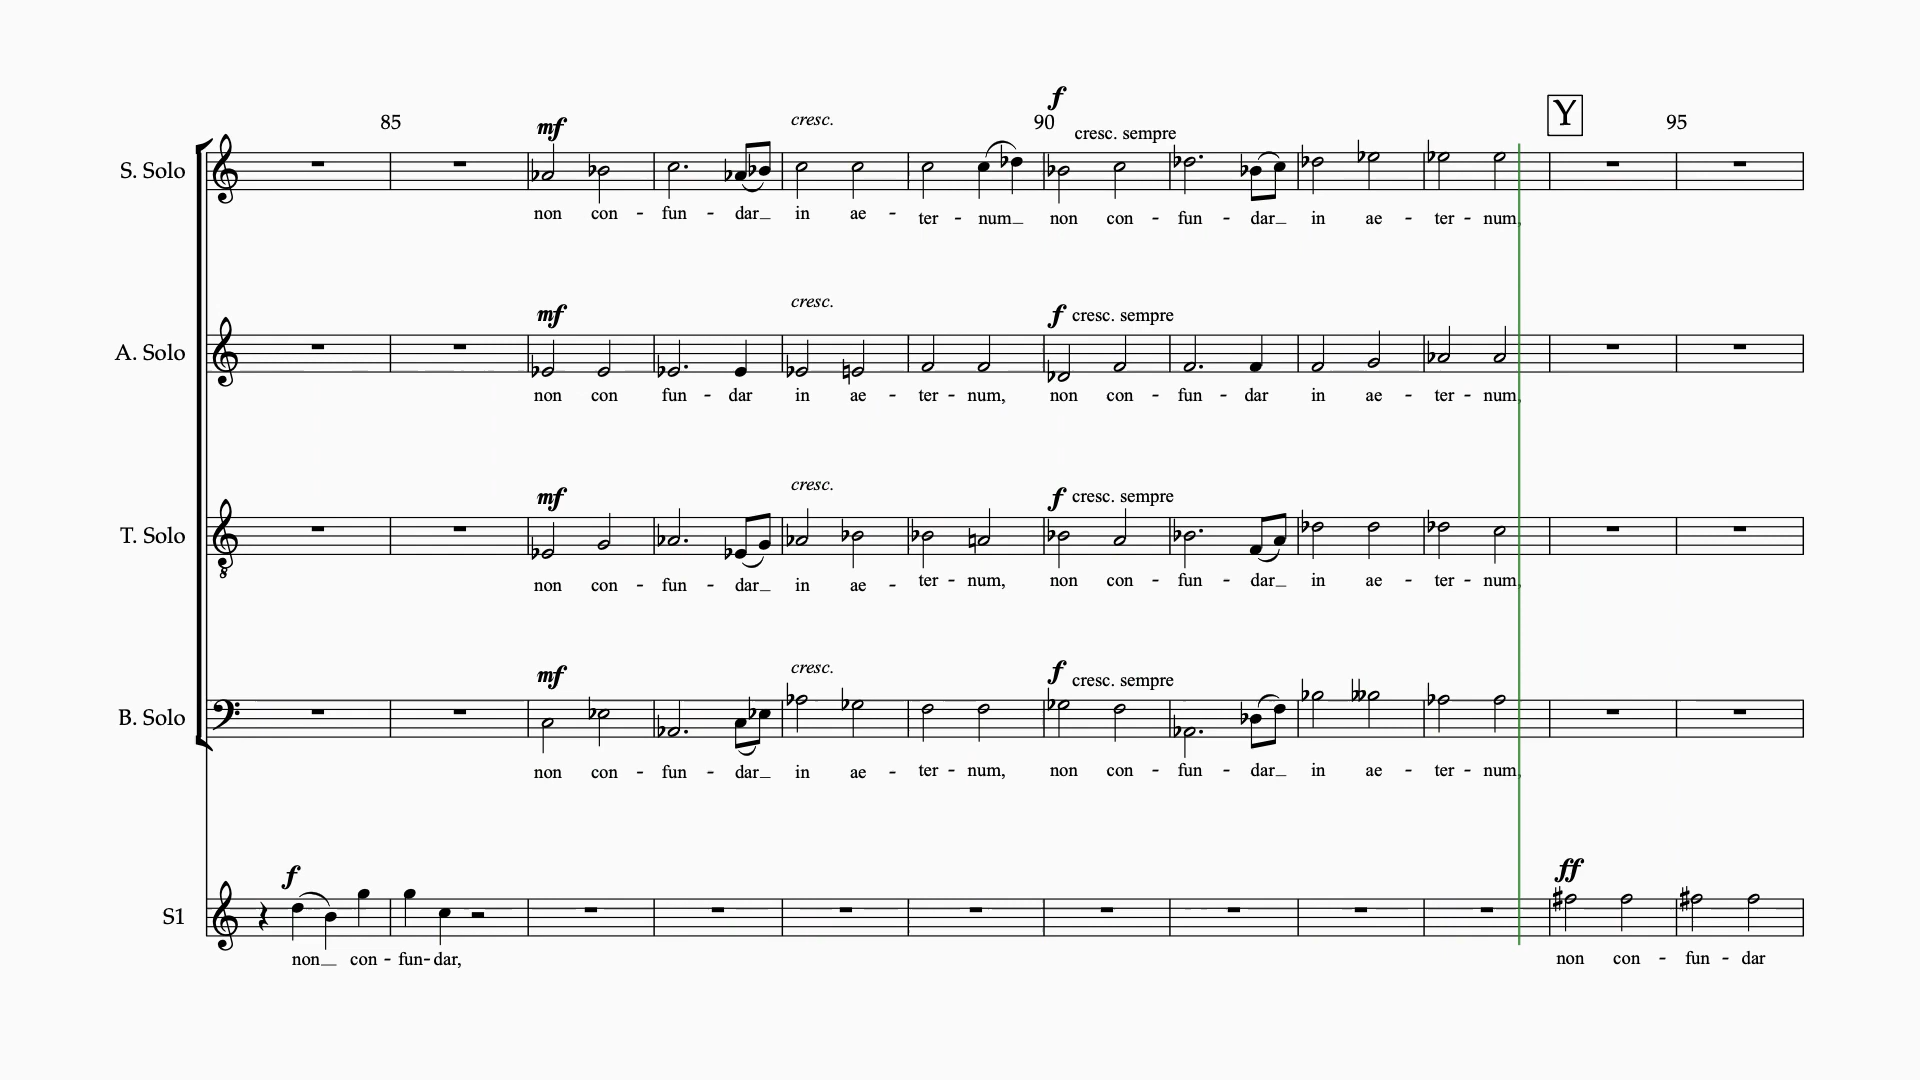 f
85 mf cresc. 90 cresc. sempre Y 95
S. Solo
non con - fun - dar_ in ae - ter - num_ non con - fun - dar_ in ae - ter - num,
mf cresc. f cresc. sempre
A. Solo
non con fun - dar in ae - ter - num, non con - fun - dar in ae - ter - num,
mf cresc. f cresc. sempre
T. Solo
8
non con - fun - dar_ in ae - ter - num, non con - fun - dar_ in ae - ter - num,
mf cresc. f cresc. sempre
B. Solo
non con - fun - dar_ in ae - ter - num, non con - fun - dar_ in ae - ter - num,
f ff
S1
non_ con - fun - dar, non con - fun - dar